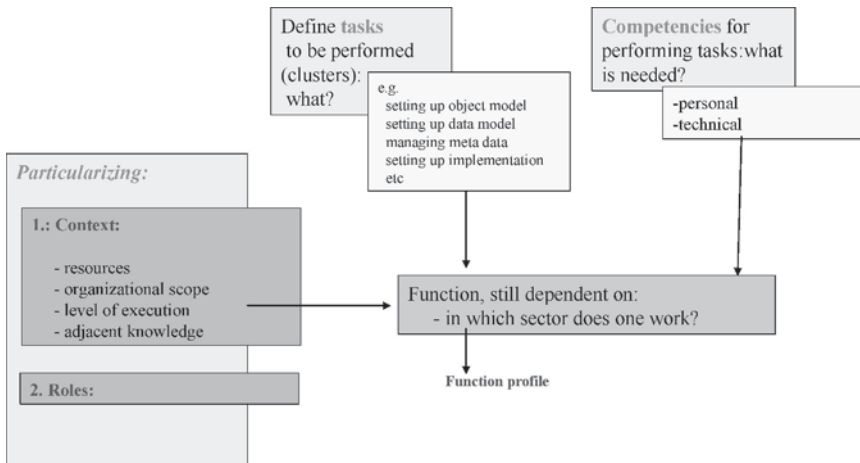 Define tasks
to be performed
(clusters):
what?
e.g.
setting up object model
setting up data model
managing meta data
setting up implementation
etc
Competencies for
performing tasks:what
is needed?
-personal
-technical
Particularizing:
1.: Context:
- resources
- organizational scope
- level of execution
- adjacent knowledge
2. Roles:
Function, still dependent on:
- in which sector does one work?
Function profile